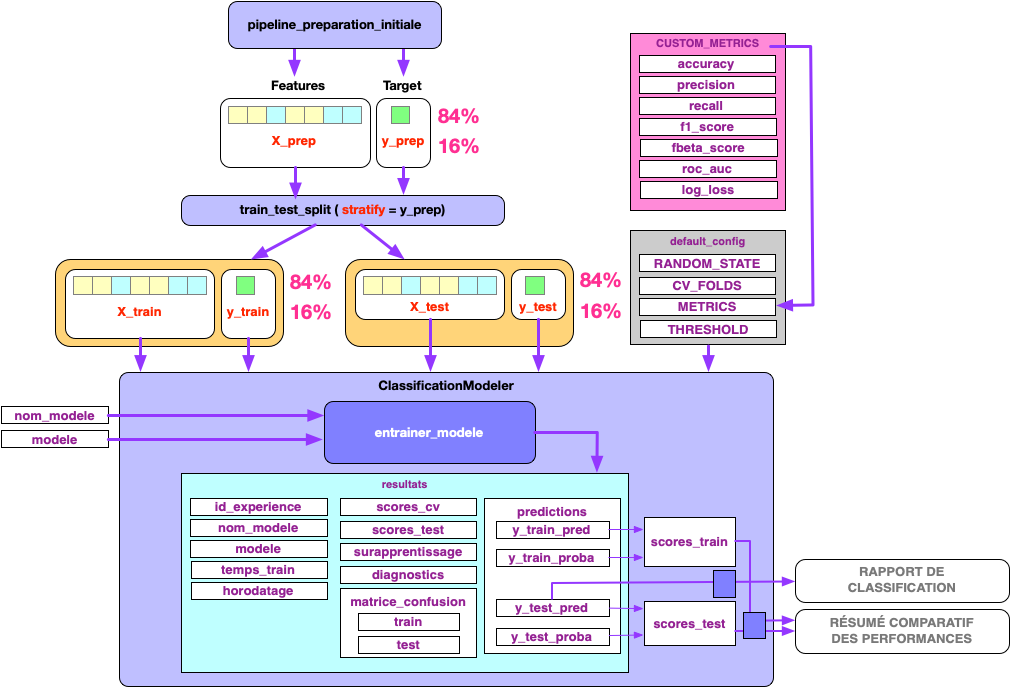 pipeline_preparation_initiale
Features
Target
X_prep
y_prep
84%
16%
train_test_split ( stratify = y_prep)
X_train
y_train
84%
16%
X_test
y_test
84%
16%
CUSTOM_METRICS
accuracy
precision
recall
f1_score
fbeta_score
roc_auc
log_loss
default_config
RANDOM_STATE
CV_FOLDS
METRICS
THRESHOLD
ClassificationModeler
nom_modele
modele
entrainer_modele
resultats
id_experience
nom_modele
modele
temps_train
horodatage
scores_cv
scores_test
surapprentissage
diagnostics
matrice_confusion
train
test
predictions
y_train_pred
y_train_proba
y_test_pred
y_test_proba
scores_train
scores_test
RAPPORT DE
CLASSIFICATION
RÉSUMÉ COMPARATIF
DES PERFORMANCES